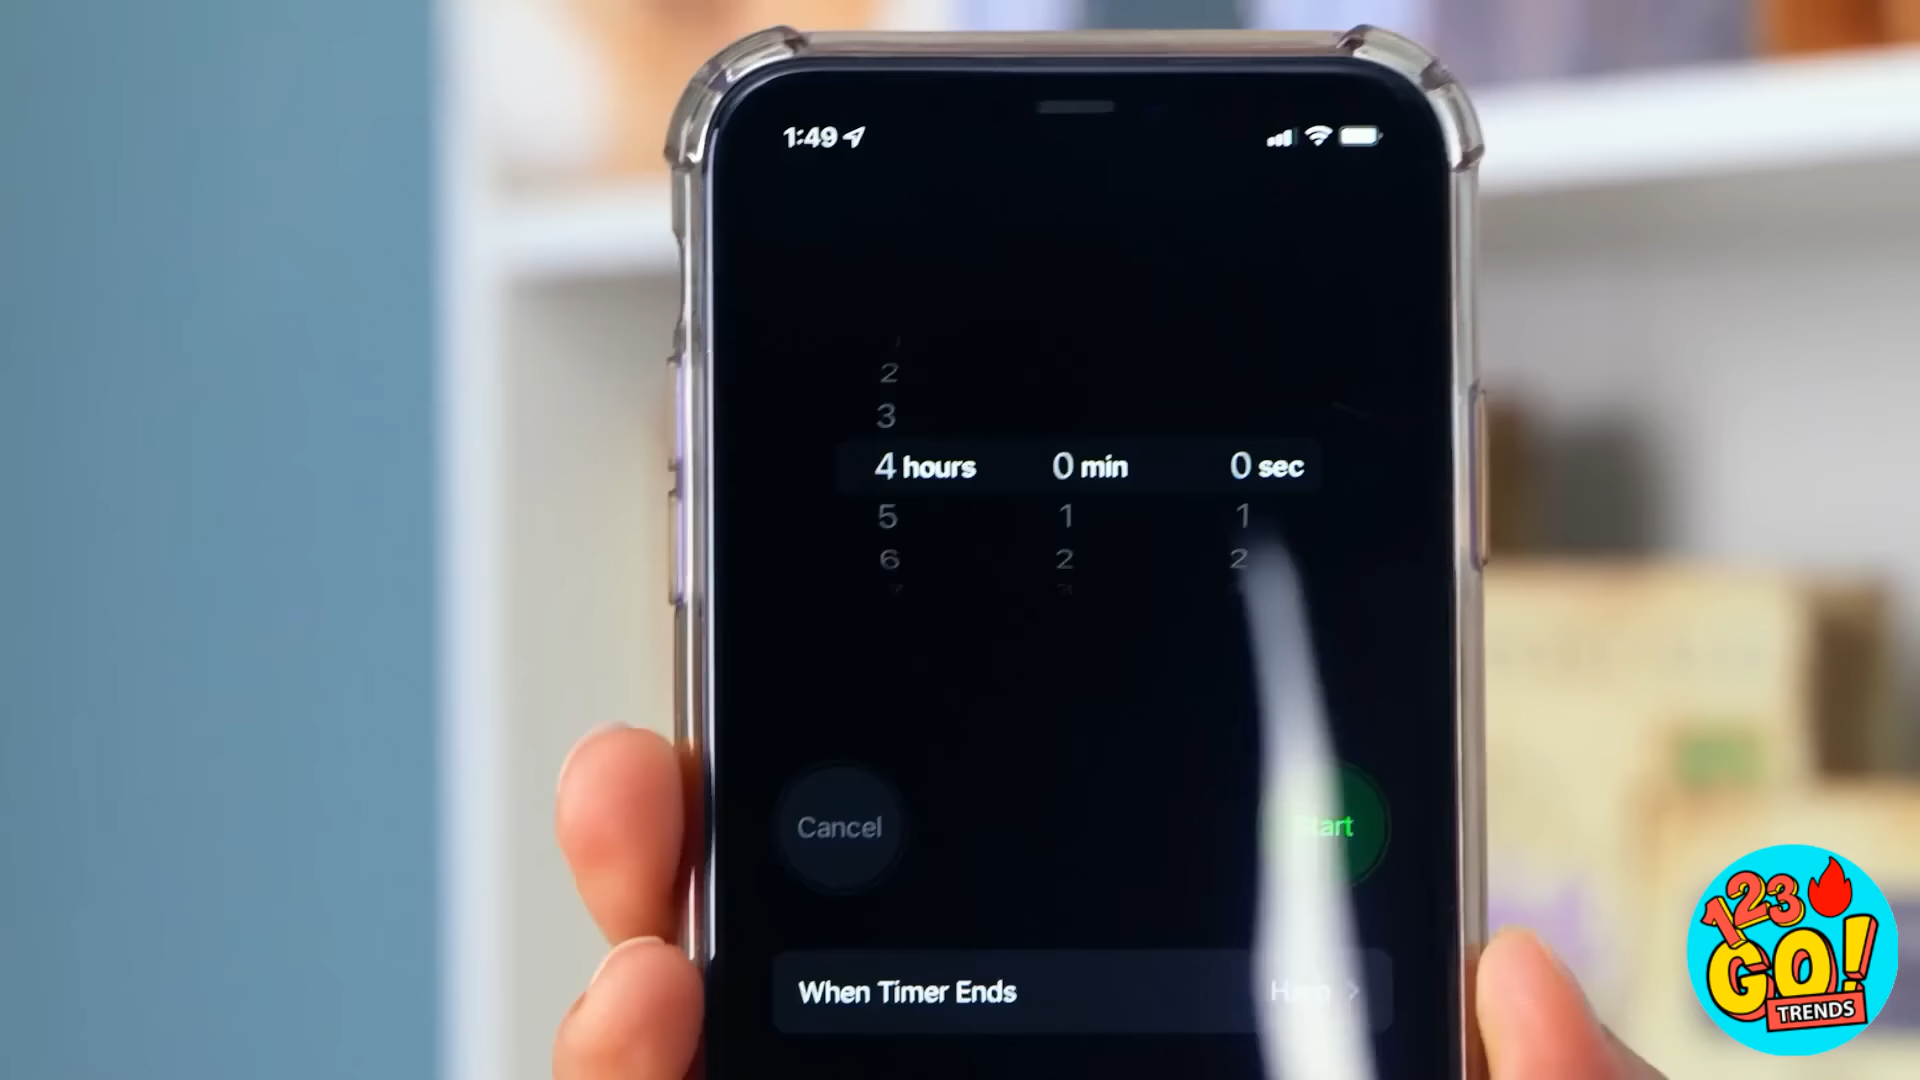 1:49
2
3
4 hours 0 min 0 sec
5 1 1
6 2 2
Cancel
When Timer Ends
123
GO!
TRENDS